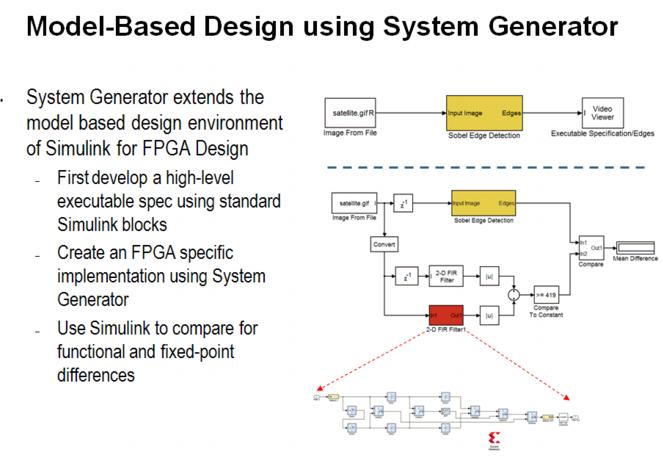 Model-Based Design using System Generator
System Generator extends the
model based design environment
of Simulink for FPGA Design
- First develop a high-level
executable spec using standard
Simulink blocks
- Create an FPGA specific
implementation using System
Generator
- Use Simulink to compare for
functional and fixed-point
differences
satellite.gif R
Image From File
Input Image Edges
Sobel Edge Detection
Video
Viewer
Executable Specification/Edges
satellite.gif
Image From File
z-1
Input Image Edges
Sobel Edge Detection
Convert
z-1
2-D FIR
Filter
|u|
In1 Out1
2-D FIR Filter1
|u|
>= 419
Compare
To Constant
In1
In2
Out1
Compare
Mean Difference